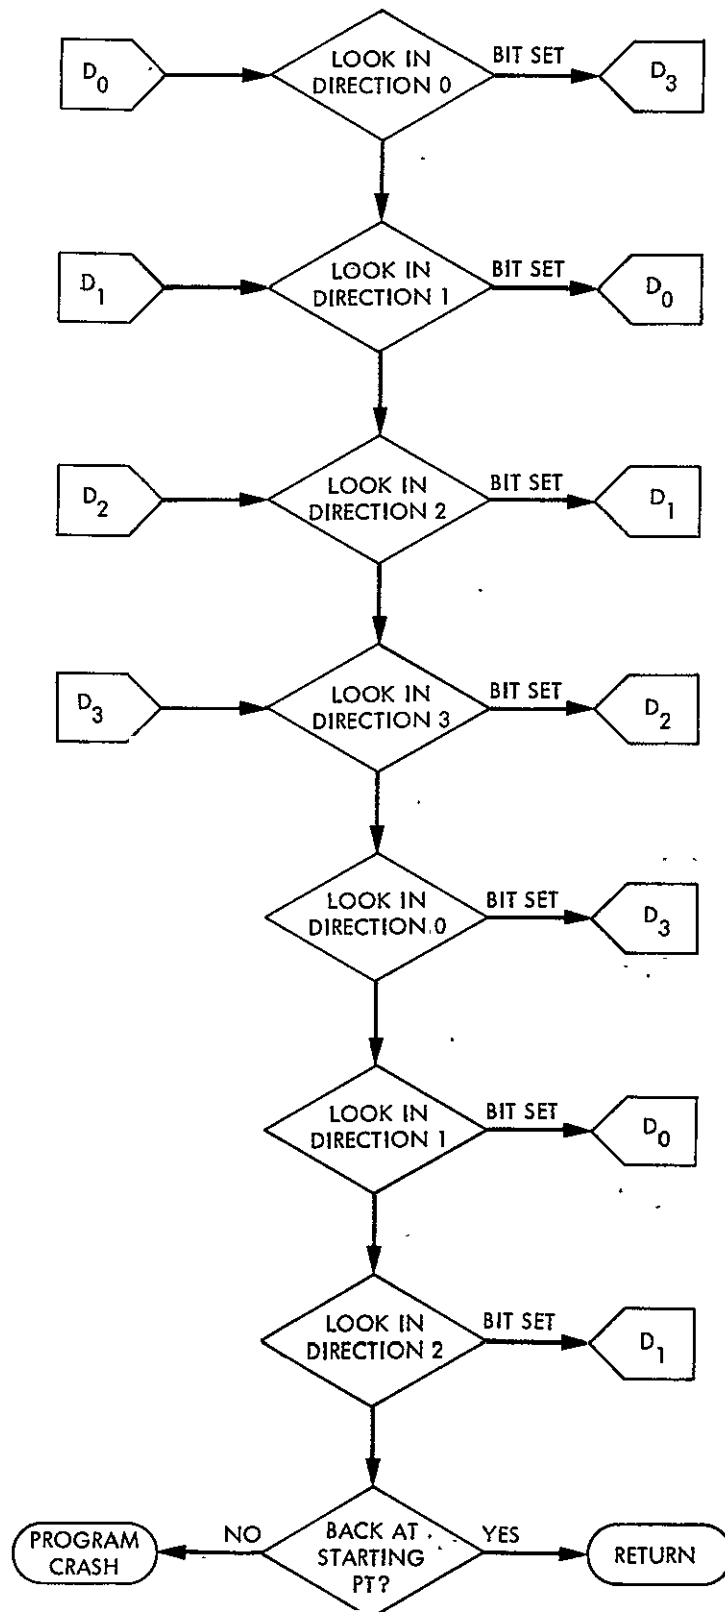 D0
LOOK IN
DIRECTION 0
BIT SET
D3
D1
LOOK IN
DIRECTION 1
BIT SET
D0
D2
LOOK IN
DIRECTION 2
BIT SET
D1
D3
LOOK IN
DIRECTION 3
BIT SET
D2
LOOK IN
DIRECTION 0
BIT SET
D3
LOOK IN
DIRECTION 1
BIT SET
D0
LOOK IN
DIRECTION 2
BIT SET
D1
PROGRAM
CRASH
NO
BACK AT
STARTING
PT?
YES
RETURN